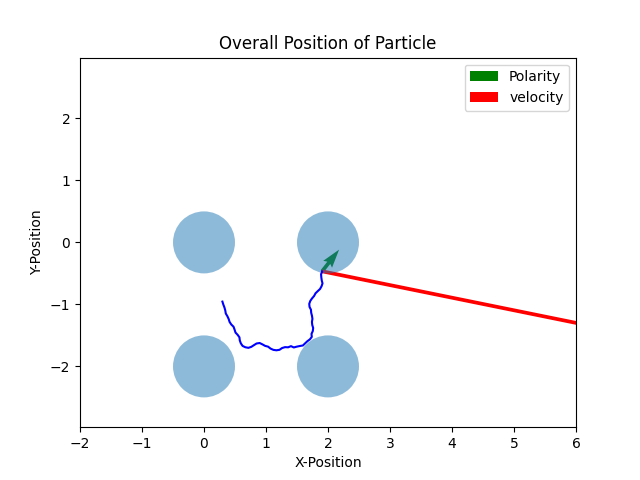 Overall Position of Particle
Polarity
velocity
2
1
0
−1
−2
Y-Position
−2 −1 0 1 2 3 4 5 6
X-Position